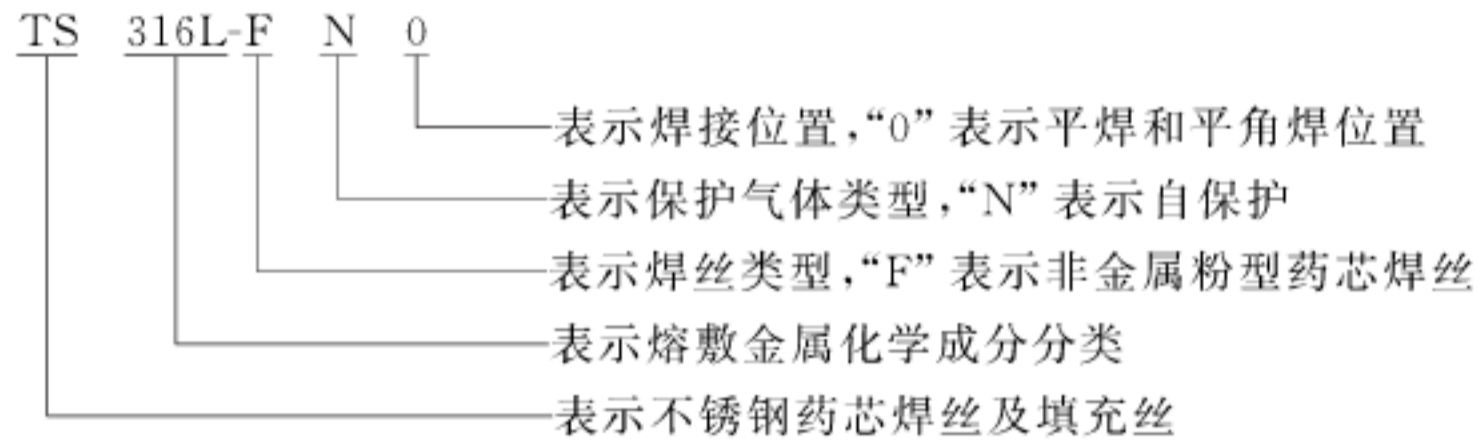 TS 316L-F N 0
表示焊接位置,“0”表示平焊和平角焊位置
表示保护气体类型,“N”表示自保护
表示焊丝类型,“F”表示非金属粉型药芯焊丝
表示熔敷金属化学成分分类
表示不锈钢药芯焊丝及填充丝